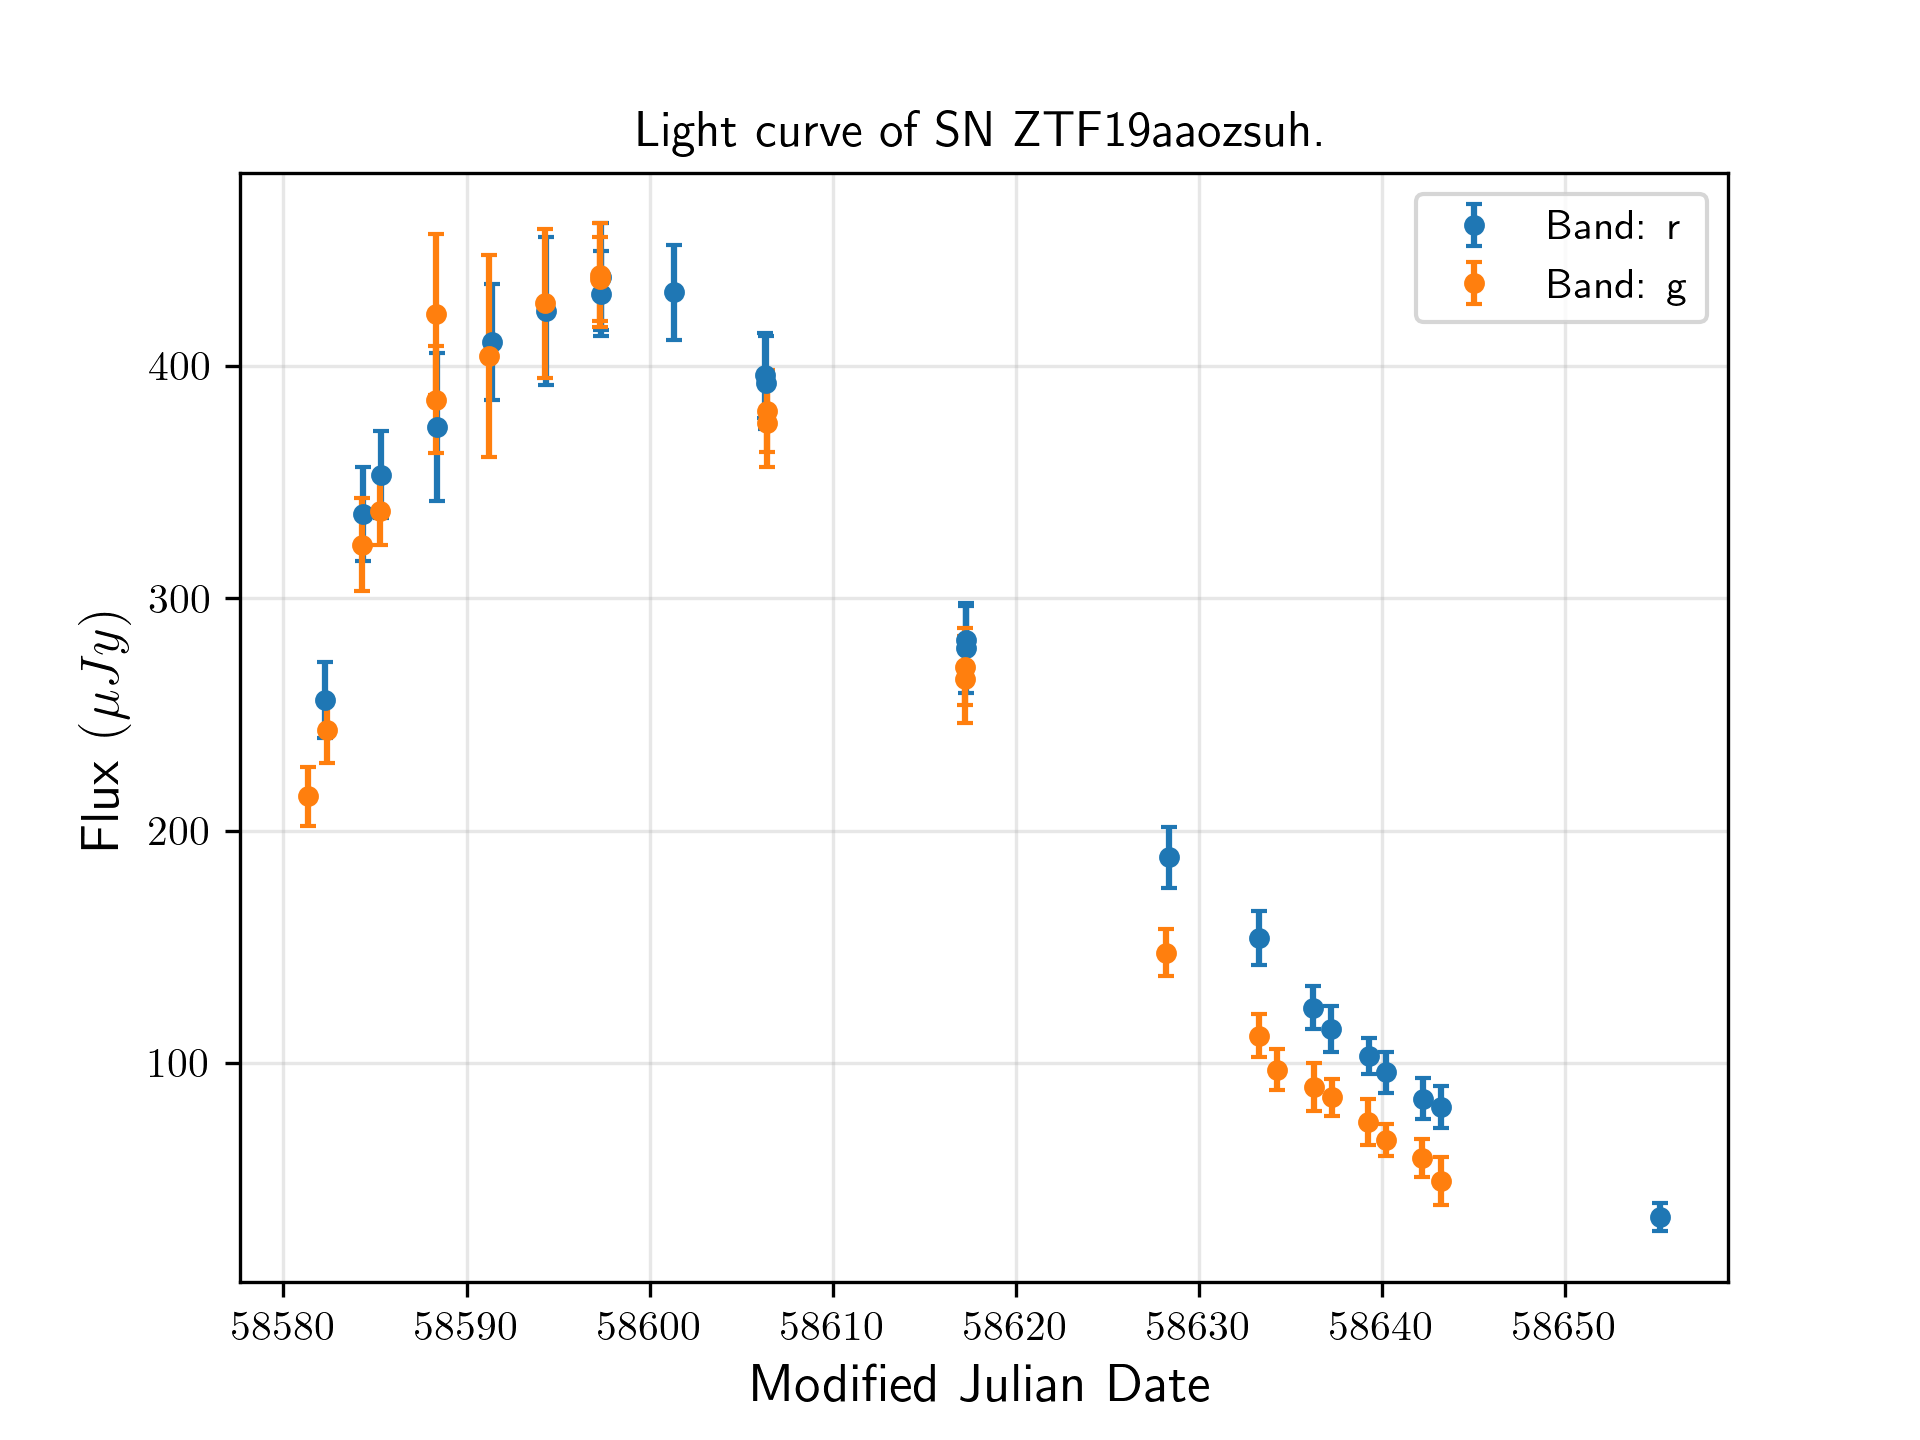 Light curve of SN ZTF19aaozsuh.
Band: r
Band: g
400
300
200
100
Flux (μJy)
58580 58590 58600 58610 58620 58630 58640 58650
Modified Julian Date